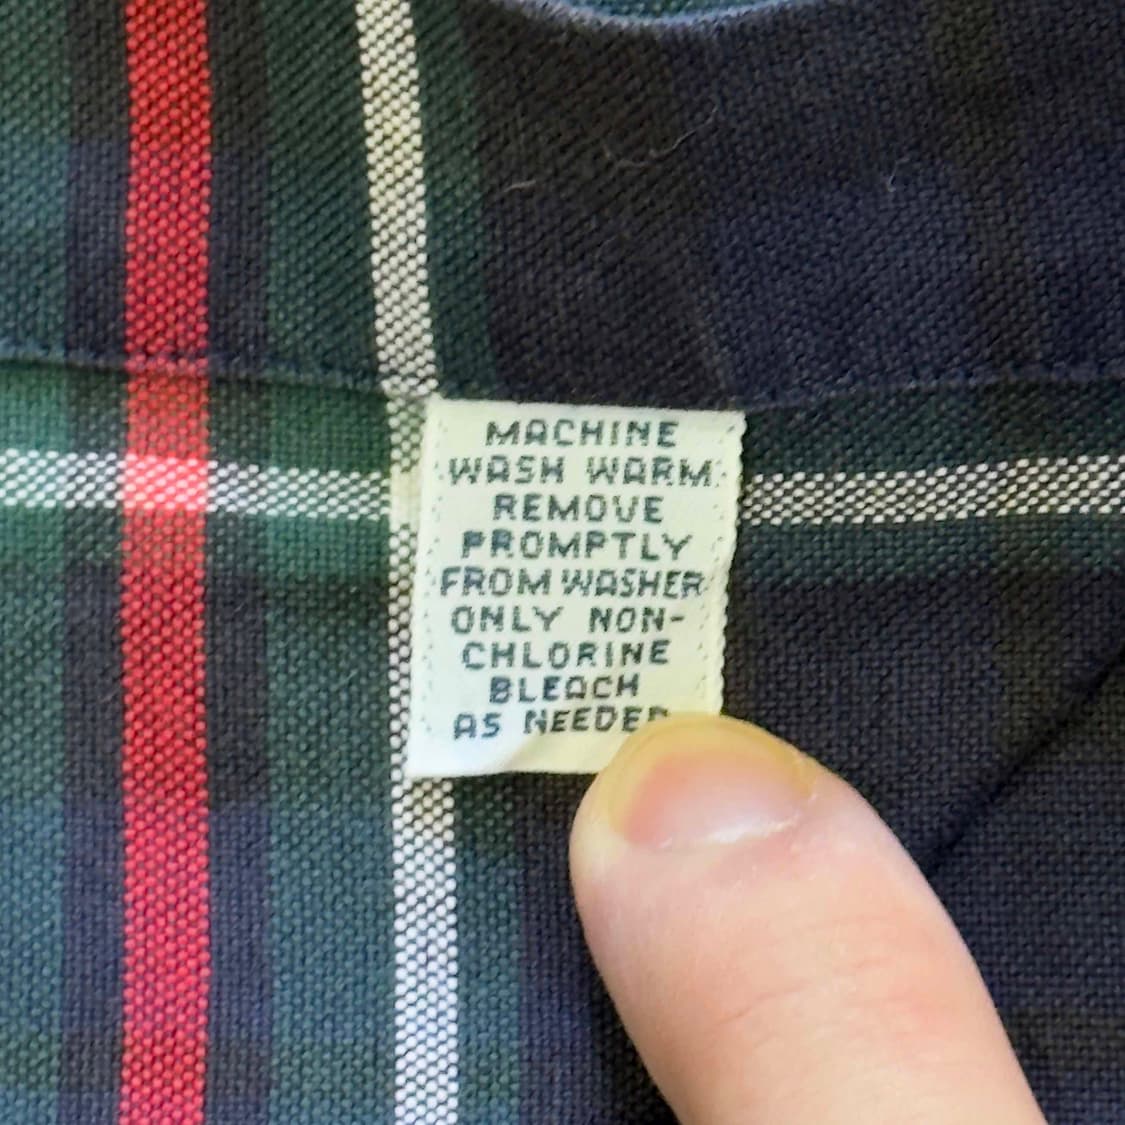 MACHINE
WASH WARM
REMOVE
PROMPTLY
FROM WASHER
ONLY NON-
CHLORINE
BLEACH
AS NEEDED